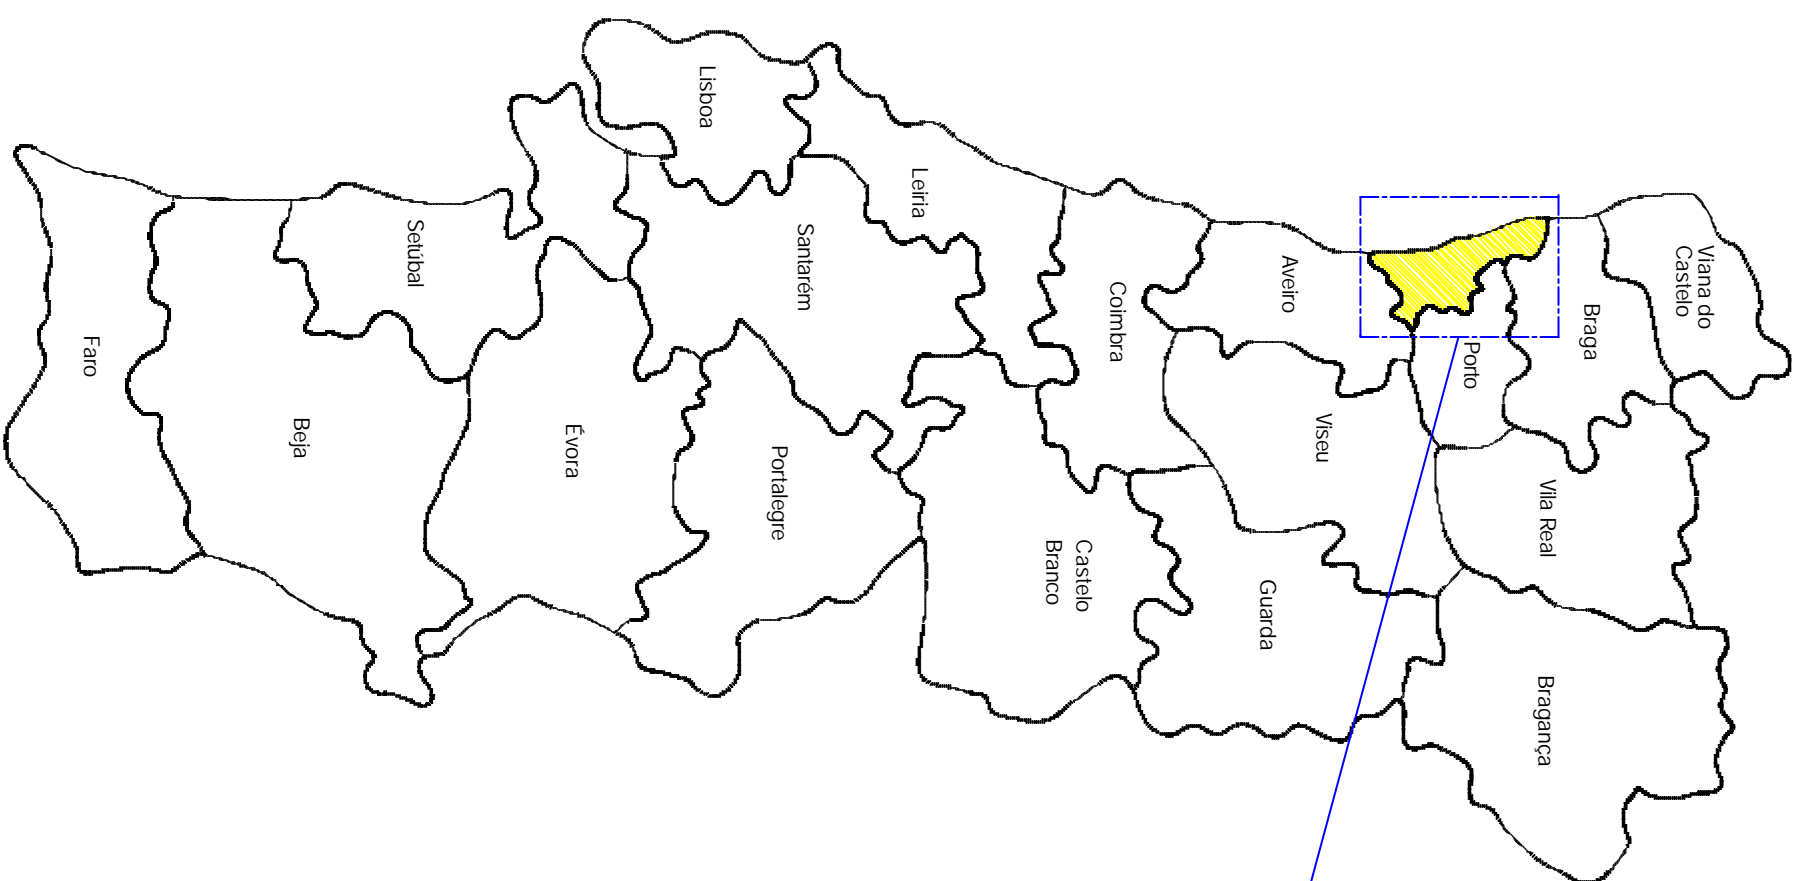 Viana do
Castelo
Braga
Porto
Vila Real
Bragança
Aveiro
Viseu
Guarda
Coimbra
Castelo
Branco
Leiria
Santarém
Lisboa
Portalegre
Évora
Setúbal
Beja
Faro